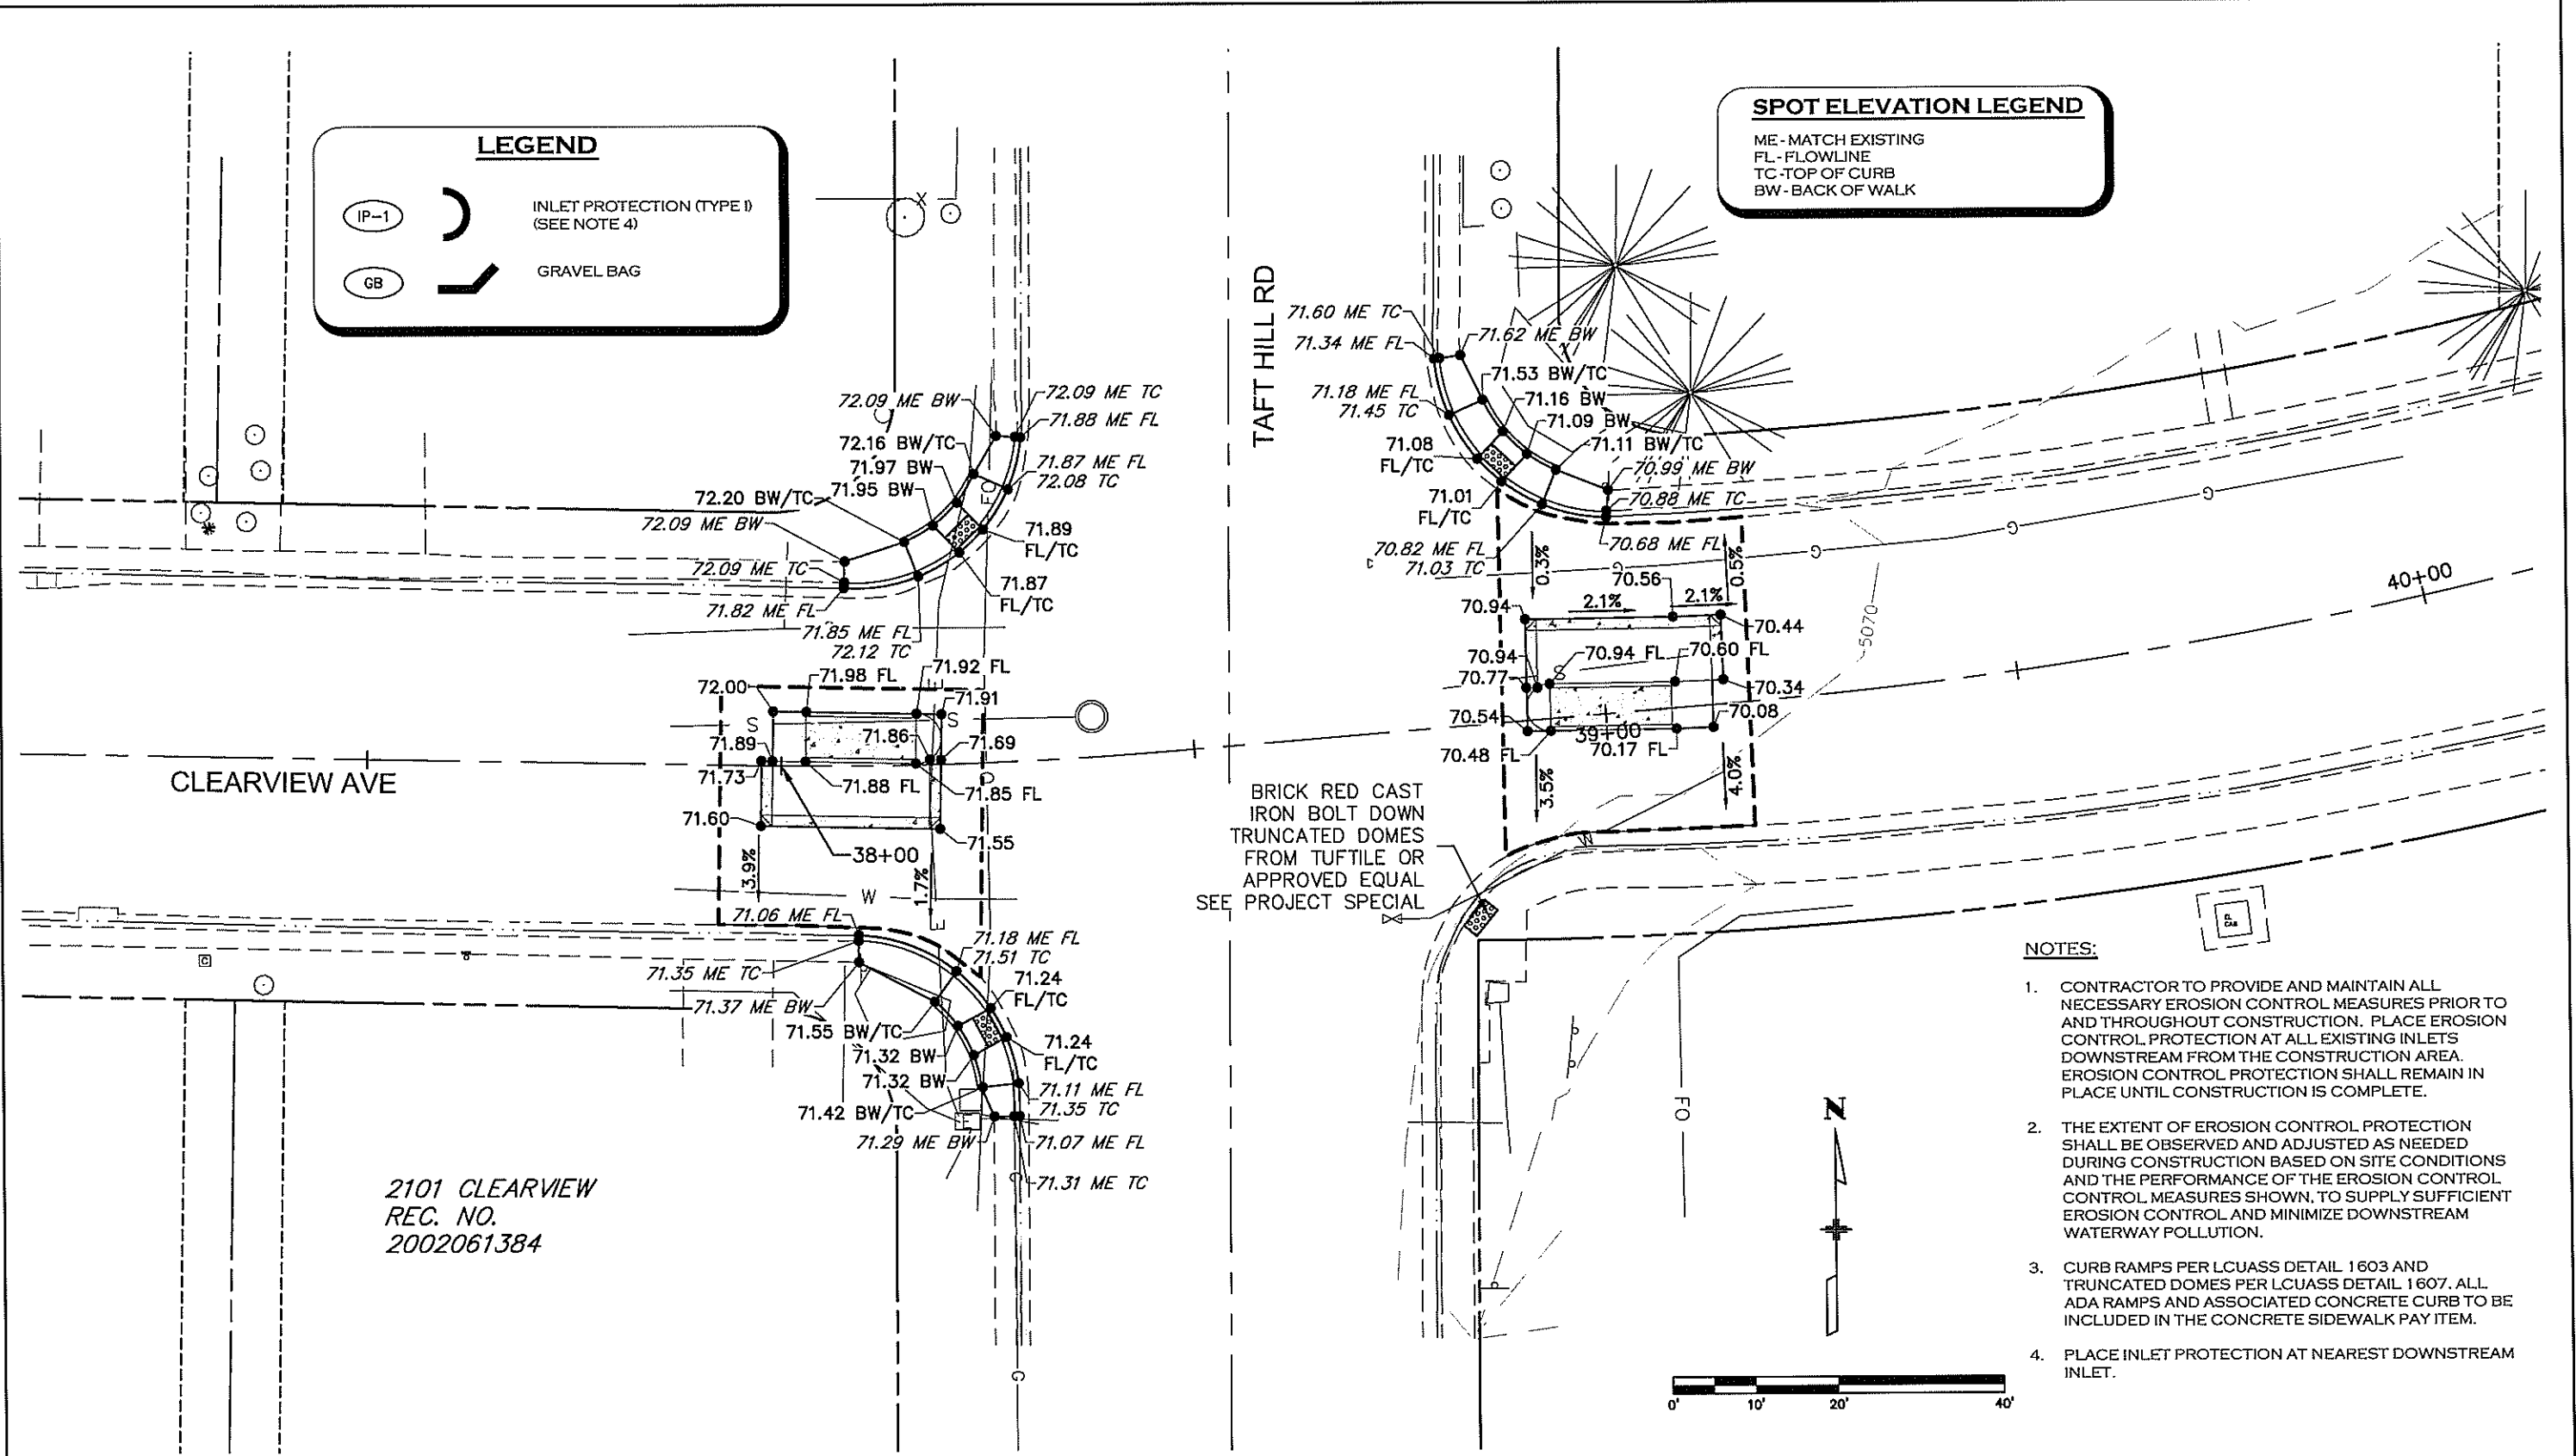 LEGEND
IP-1
INLET PROTECTION (TYPE I)
(SEE NOTE 4)
GB
GRAVEL BAG
SPOT ELEVATION LEGEND
ME - MATCH EXISTING
FL - FLOWLINE
TC - TOP OF CURB
BW - BACK OF WALK
X
TAFT HILL RD
72.09 ME BW
72.09 ME TC
71.88 ME FL
72.16 BW/TC
71.97 BW
71.95 BW
71.87 ME FL
72.08 TC
72.20 BW/TC
72.09 ME BW
FO
71.89
FL/TC
72.09 ME TC
71.87
FL/TC
71.82 ME FL
71.85 ME FL
72.12 TC
71.60 ME TC
71.34 ME FL
71.62 ME BW
71.53 BW/TC
71.18 ME FL
71.45 TC
71.16 BW
71.09 BW
71.11 BW/TC
71.08
FL/TC
70.99 ME BW
70.88 ME TC
71.01
FL/TC
70.82 ME FL
71.03 TC
70.68 ME FL
G
G
G
G
0.3%
0.5%
70.56
2.1%
2.1%
70.94
70.44
70.94
70.94 FL
70.60 FL
70.77
S
70.34
70.54
70.08
39+00
70.48 FL
70.17 FL
3.5%
4.0%
5070
40+00
72.00
71.98 FL
71.92 FL
E
71.91
S
S
71.89
71.86
71.69
71.73
71.88 FL
71.85 FL
G
71.60
71.55
38+00
3.9%
1.7%
W
E
CLEARVIEW AVE
71.06 ME FL
71.18 ME FL
71.51 TC
71.35 ME TC
71.24
FL/TC
71.37 ME BW
71.55 BW/TC
71.32 BW
71.24
FL/TC
71.32 BW
71.11 ME FL
71.35 TC
71.42 BW/TC
E
71.29 ME BW
71.07 ME FL
71.31 ME TC
G
G
C
BRICK RED CAST
IRON BOLT DOWN
TRUNCATED DOMES
FROM TUFTILE OR
APPROVED EQUAL
SEE PROJECT SPECIAL
W
FO
EL
CAB
2101 CLEARVIEW
REC. NO.
2002061384
N
0'
10'
20'
40'
NOTES:
1. CONTRACTOR TO PROVIDE AND MAINTAIN ALL
NECESSARY EROSION CONTROL MEASURES PRIOR TO
AND THROUGHOUT CONSTRUCTION. PLACE EROSION
CONTROL PROTECTION AT ALL EXISTING INLETS
DOWNSTREAM FROM THE CONSTRUCTION AREA.
EROSION CONTROL PROTECTION SHALL REMAIN IN
PLACE UNTIL CONSTRUCTION IS COMPLETE.
2. THE EXTENT OF EROSION CONTROL PROTECTION
SHALL BE OBSERVED AND ADJUSTED AS NEEDED
DURING CONSTRUCTION BASED ON SITE CONDITIONS
AND THE PERFORMANCE OF THE EROSION CONTROL
CONTROL MEASURES SHOWN, TO SUPPLY SUFFICIENT
EROSION CONTROL AND MINIMIZE DOWNSTREAM
WATERWAY POLLUTION.
3. CURB RAMPS PER LCUASS DETAIL 1603 AND
TRUNCATED DOMES PER LCUASS DETAIL 1607. ALL
ADA RAMPS AND ASSOCIATED CONCRETE CURB TO BE
INCLUDED IN THE CONCRETE SIDEWALK PAY ITEM.
4. PLACE INLET PROTECTION AT NEAREST DOWNSTREAM
INLET.